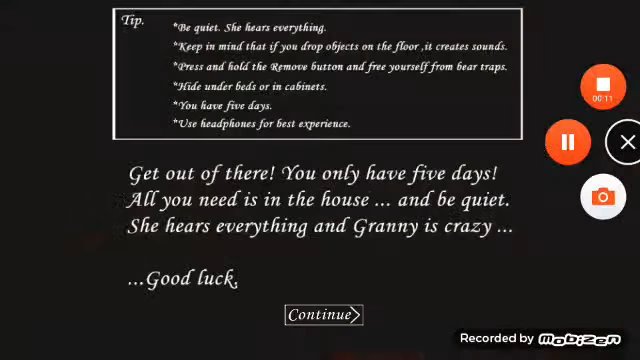 Tip.
*Be quiet. She hears everything.
*Keep in mind that if you drop objects on the floor ,it creates sounds.
*Press and hold the Remove button and free yourself from bear traps.
*Hide under beds or in cabinets.
*You have five days.
*Use headphones for best experience.
00:11
Get out of there! You only have five days!
All you need is in the house ... and be quiet.
She hears everything and Granny is crazy ...
...Good luck.
Continue
Recorded by MOBIZEN